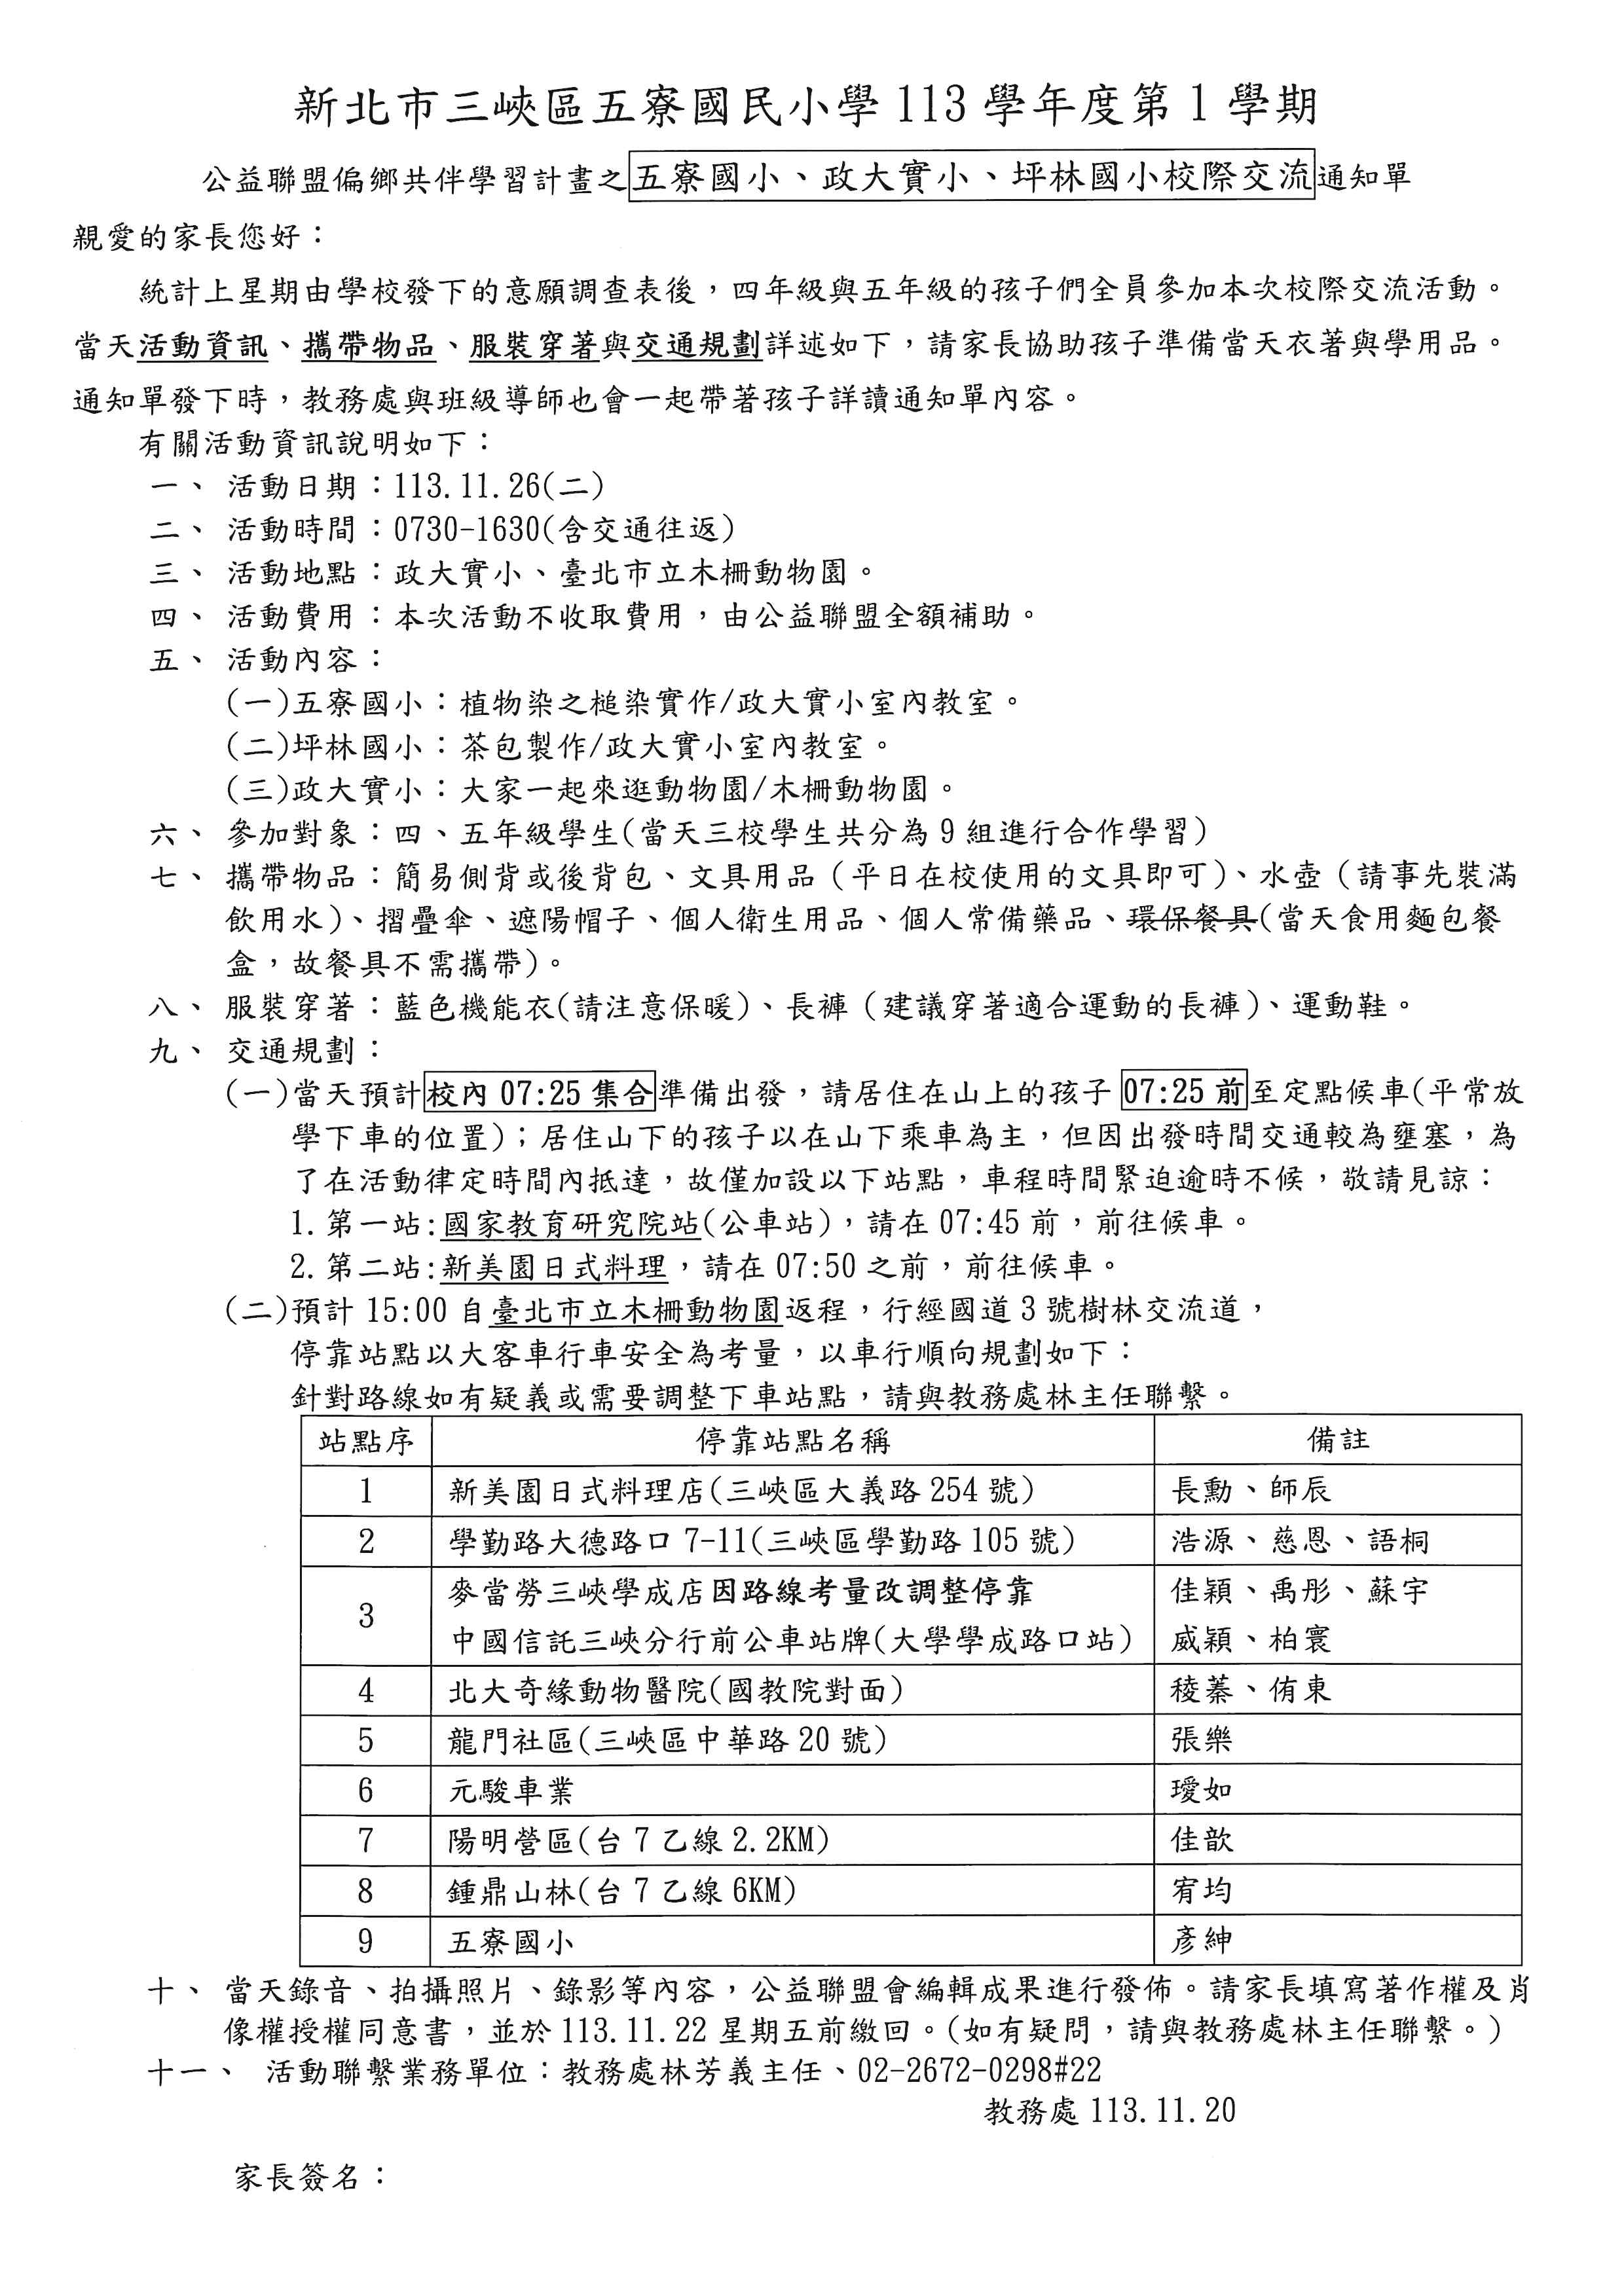 新北市三峽區五寮國民小學113學年度第1學期
公益聯盟偏鄉共伴學習計畫之五寮國小、政大實小、坪林國小校際交流通知單
親愛的家長您好：
統計上星期由學校發下的意願調查表後，四年級與五年級的孩子們全員參加本次校際交流活動。
當天活動資訊、攜帶物品、服裝穿著與交通規劃詳述如下，請家長協助孩子準備當天衣著與學用品。
通知單發下時，教務處與班級導師也會一起帶著孩子詳讀通知單內容。
有關活動資訊說明如下：
一、 活動日期：113.11.26(二)
二、 活動時間：0730-1630(含交通往返)
三、 活動地點：政大實小、臺北市立木柵動物園。
四、 活動費用：本次活動不收取費用，由公益聯盟全額補助。
五、 活動內容：
(一)五寮國小：植物染之槌染實作/政大實小室內教室。
(二)坪林國小：茶包製作/政大實小室內教室。
(三)政大實小：大家一起來逛動物園/木柵動物園。
六、 參加對象：四、五年級學生(當天三校學生共分為9組進行合作學習)
七、 攜帶物品：簡易側背或後背包、文具用品（平日在校使用的文具即可)、水壺（請事先裝滿
飲用水)、摺疊傘、遮陽帽子、個人衛生用品、個人常備藥品、環保餐具(當天食用麵包餐
盒，故餐具不需攜帶)。
八、 服裝穿著：藍色機能衣(請注意保暖)、長褲（建議穿著適合運動的長褲)、運動鞋。
九、 交通規劃：
(一)當天預計校內 07:25 集合準備出發，請居住在山上的孩子 07:25 前至定點候車(平常放
學下車的位置)；居住山下的孩子以在山下乘車為主，但因出發時間交通較為壅塞，為
了在活動律定時間內抵達，故僅加設以下站點，車程時間緊迫逾時不候，敬請見諒：
1. 第一站:國家教育研究院站(公車站)，請在 07:45 前，前往候車。
2. 第二站:新美園日式料理，請在 07:50 之前，前往候車。
(二)預計 15:00 自臺北市立木柵動物園返程，行經國道 3 號樹林交流道，
停靠站點以大客車行車安全為考量，以車行順向規劃如下：
針對路線如有疑義或需要調整下車站點，請與教務處林主任聯繫。
站點序 停靠站點名稱 備註
1 新美園日式料理店(三峽區大義路 254 號) 長勳、師辰
2 學勤路大德路口 7-11(三峽區學勤路 105 號) 浩源、慈恩、語桐
3 麥當勞三峽學成店因路線考量改調整停靠 佳穎、禹彤、蘇宇
中國信託三峽分行前公車站牌(大學學成路口站) 威穎、柏寰
4 北大奇緣動物醫院(國教院對面) 稜蓁、侑東
5 龍門社區(三峽區中華路 20 號) 張樂
6 元駿車業 璦如
7 陽明營區(台 7 乙線 2.2KM) 佳歆
8 鍾鼎山林(台 7 乙線 6KM) 宥均
9 五寮國小 彥紳
十、 當天錄音、拍攝照片、錄影等內容，公益聯盟會編輯成果進行發佈。請家長填寫著作權及肖
像權授權同意書，並於 113.11.22 星期五前繳回。(如有疑問，請與教務處林主任聯繫。)
十一、 活動聯繫業務單位：教務處林芳義主任、02-2672-0298#22
教務處 113.11.20
家長簽名：